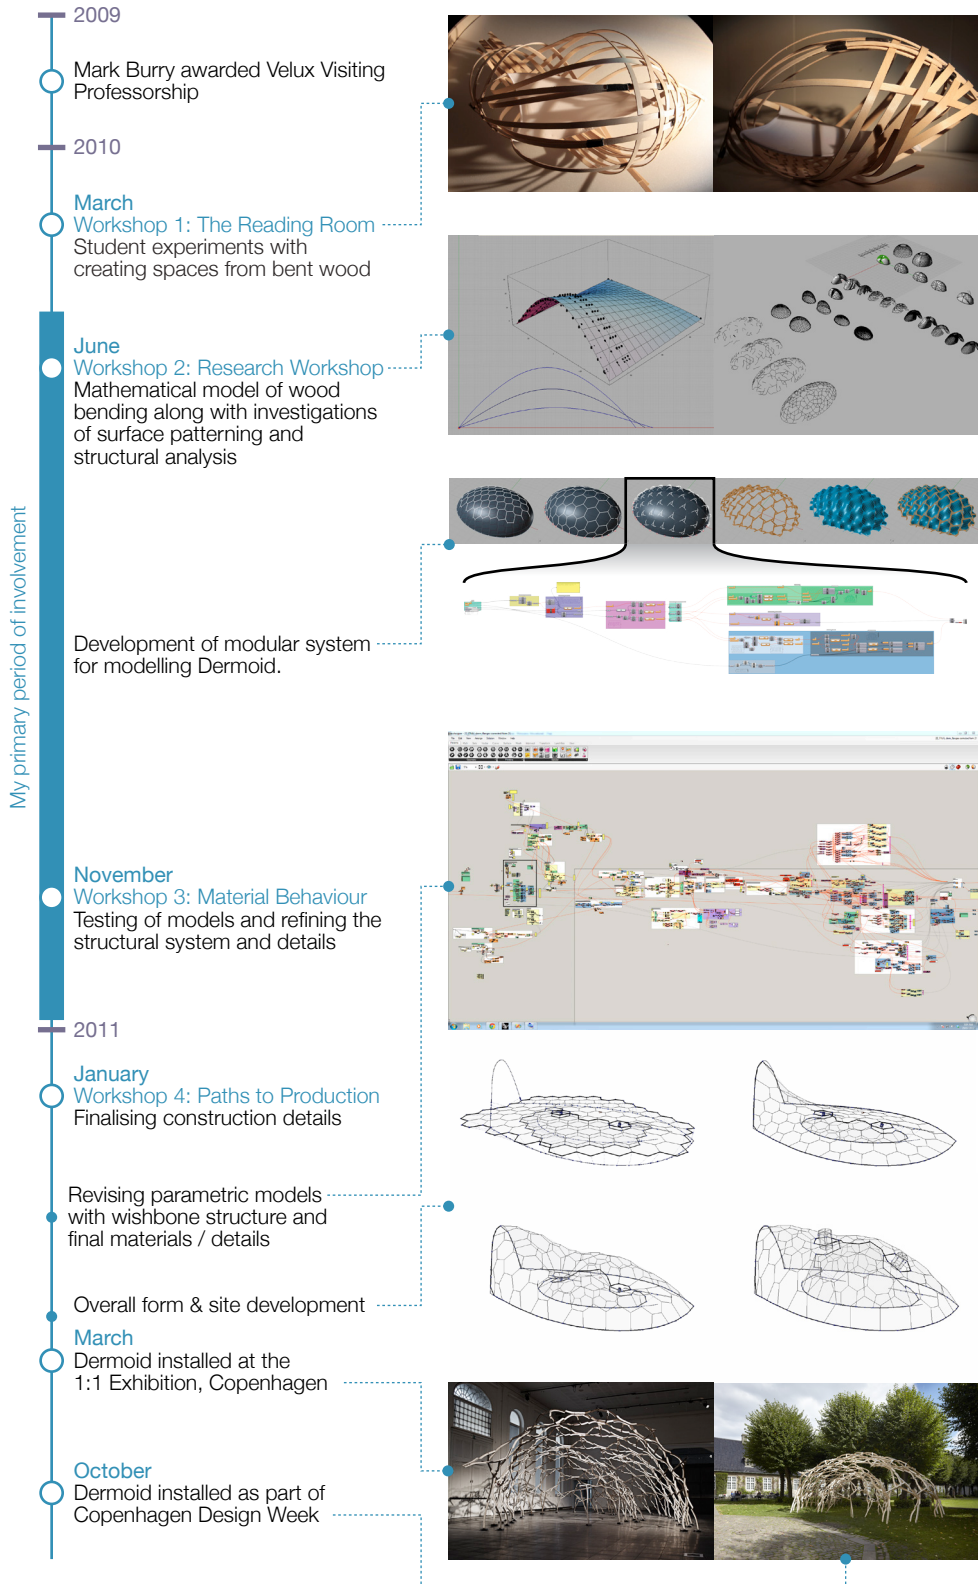 2009
Mark Burry awarded Velux Visiting
Professorship
2010
March
Workshop 1: The Reading Room
Student experiments with
creating spaces from bent wood
June
Workshop 2: Research Workshop
Mathematical model of wood
bending along with investigations
of surface patterning and
structural analysis
My primary period of involvement
Development of modular system
for modelling Dermoid.
November
Workshop 3: Material Behaviour
Testing of models and refining the
structural system and details
2011
January
Workshop 4: Paths to Production
Finalising construction details
Revising parametric models
with wishbone structure and
final materials / details
Overall form & site development
March
Dermoid installed at the
1:1 Exhibition, Copenhagen
October
Dermoid installed as part of
Copenhagen Design Week